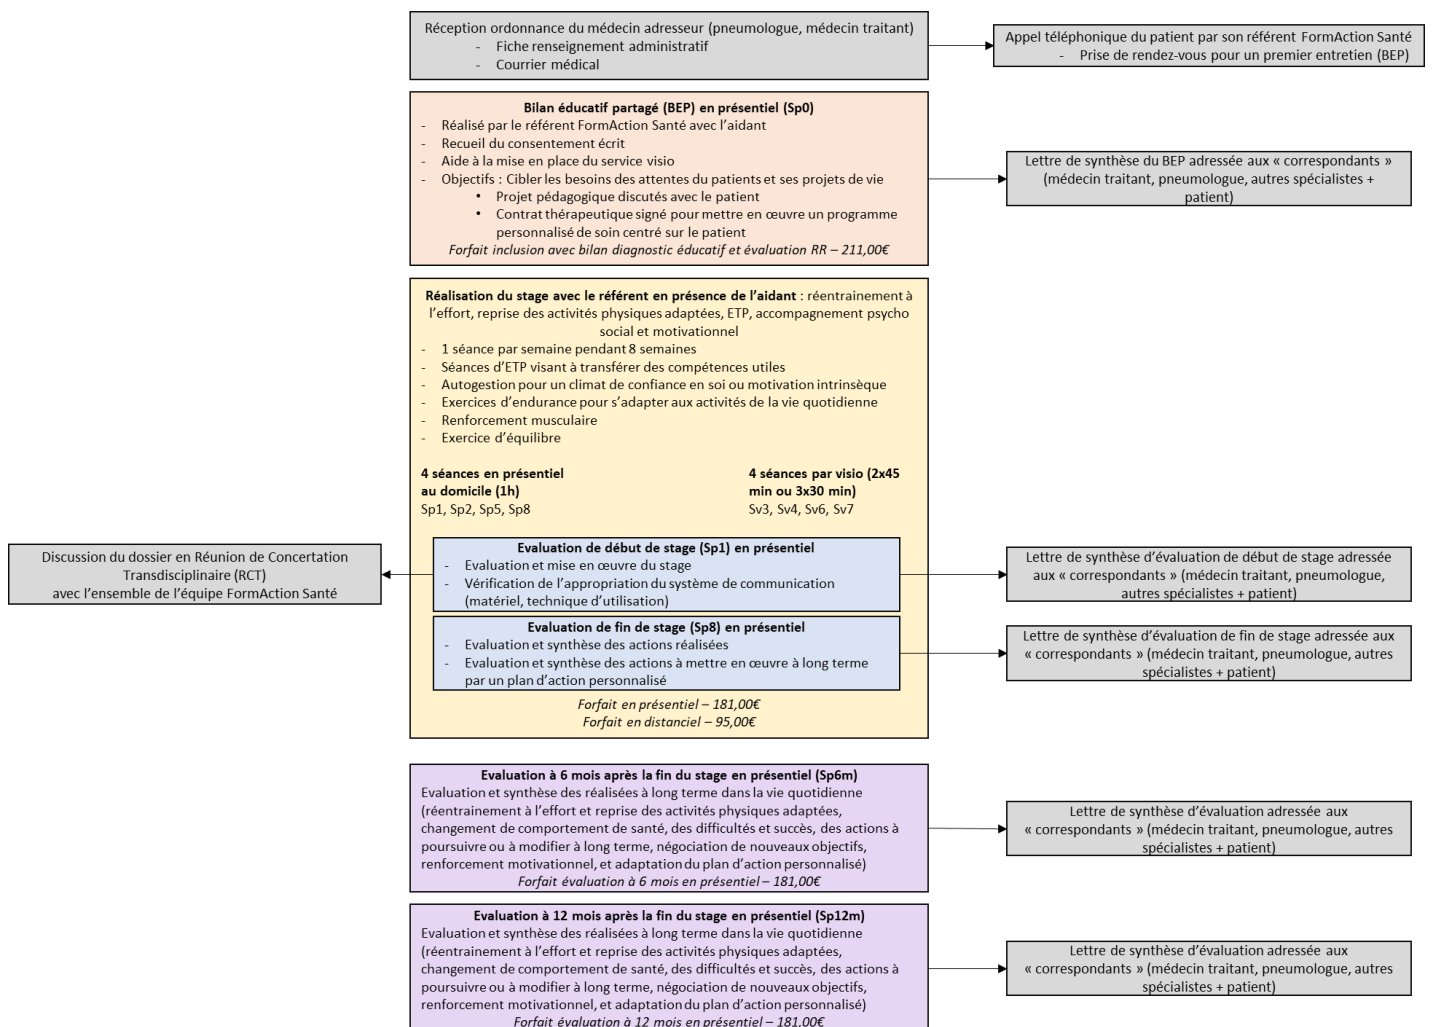 Réception ordonnance du médecin adresseur (pneumologue, médecin traitant)
- Fiche renseignement administratif
- Courrier médical
Appel téléphonique du patient par son référent FormAction Santé
- Prise de rendez-vous pour un premier entretien (BEP)
Bilan éducatif partagé (BEP) en présentiel (Sp0)
- Réalisé par le référent FormAction Santé avec l’aidant
- Recueil du consentement écrit
- Aide à la mise en place du service visio
- Objectifs : Cibler les besoins des attentes du patients et ses projets de vie
• Projet pédagogique discutés avec le patient
• Contrat thérapeutique signé pour mettre en œuvre un programme
personnalisé de soin centré sur le patient
Forfait inclusion avec bilan diagnostic éducatif et évaluation RR – 211,00€
Lettre de synthèse du BEP adressée aux « correspondants »
(médecin traitant, pneumologue, autres spécialistes +
patient)
Réalisation du stage avec le référent en présence de l’aidant : réentrainement à
l’effort, reprise des activités physiques adaptées, ETP, accompagnement psycho
social et motivationnel
- 1 séance par semaine pendant 8 semaines
- Séances d’ETP visant à transférer des compétences utiles
- Autogestion pour un climat de confiance en soi ou motivation intrinsèque
- Exercices d’endurance pour s’adapter aux activités de la vie quotidienne
- Renforcement musculaire
- Exercice d’équilibre
4 séances en présentiel
au domicile (1h)
Sp1, Sp2, Sp5, Sp8
4 séances par visio (2x45
min ou 3x30 min)
Sv3, Sv4, Sv6, Sv7
Discussion du dossier en Réunion de Concertation
Transdisciplinaire (RCT)
avec l’ensemble de l’équipe FormAction Santé
Evaluation de début de stage (Sp1) en présentiel
- Evaluation et mise en œuvre du stage
- Vérification de l’appropriation du système de communication
(matériel, technique d’utilisation)
Lettre de synthèse d’évaluation de début de stage adressée
aux « correspondants » (médecin traitant, pneumologue,
autres spécialistes + patient)
Evaluation de fin de stage (Sp8) en présentiel
- Evaluation et synthèse des actions réalisées
- Evaluation et synthèse des actions à mettre en œuvre à long terme
par un plan d’action personnalisé
Lettre de synthèse d’évaluation de fin de stage adressée aux
« correspondants » (médecin traitant, pneumologue, autres
spécialistes + patient)
Forfait en présentiel – 181,00€
Forfait en distanciel – 95,00€
Evaluation à 6 mois après la fin du stage en présentiel (Sp6m)
Evaluation et synthèse des réalisées à long terme dans la vie quotidienne
(réentrainement à l’effort et reprise des activités physiques adaptées,
changement de comportement de santé, des difficultés et succès, des actions à
poursuivre ou à modifier à long terme, négociation de nouveaux objectifs,
renforcement motivationnel, et adaptation du plan d’action personnalisé)
Forfait évaluation à 6 mois en présentiel – 181,00€
Lettre de synthèse d’évaluation adressée aux
« correspondants » (médecin traitant, pneumologue, autres
spécialistes + patient)
Evaluation à 12 mois après la fin du stage en présentiel (Sp12m)
Evaluation et synthèse des réalisées à long terme dans la vie quotidienne
(réentrainement à l’effort et reprise des activités physiques adaptées,
changement de comportement de santé, des difficultés et succès, des actions à
poursuivre ou à modifier à long terme, négociation de nouveaux objectifs,
renforcement motivationnel, et adaptation du plan d’action personnalisé)
Forfait évaluation à 12 mois en présentiel – 181,00€
Lettre de synthèse d’évaluation adressée aux
« correspondants » (médecin traitant, pneumologue, autres
spécialistes + patient)